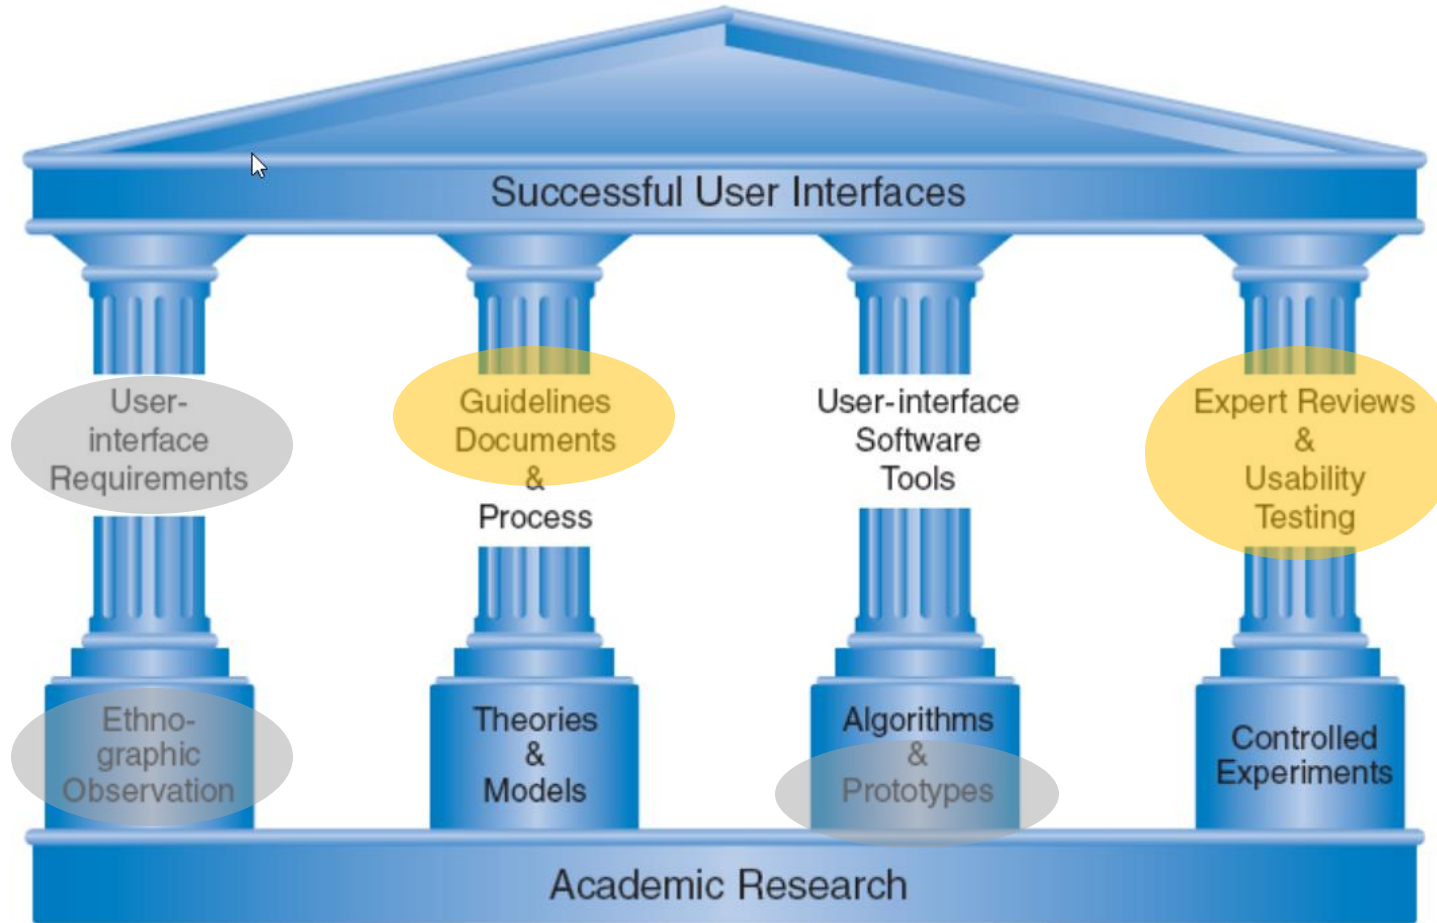 Successful User Interfaces
User-
interface
Requirements
Guidelines
Documents
&
Process
User-interface
Software
Tools
Expert Reviews
&
Usability
Testing
Ethno-
graphic
Observation
Theories
&
Models
Algorithms
&
Prototypes
Controlled
Experiments
Academic Research